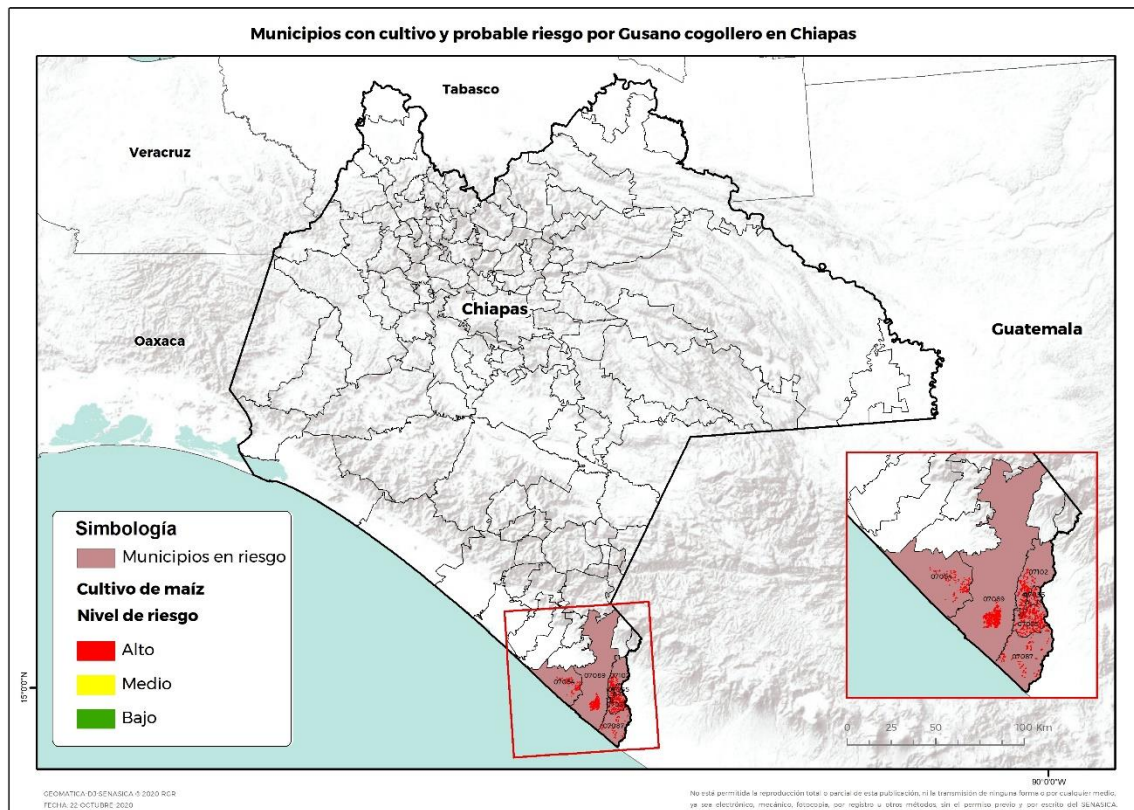 Municipios con cultivo y probable riesgo por Gusano cogollero en Chiapas
Tabasco
Veracruz
Chiapas
Oaxaca
Guatemala
Simbología
Municipios en riesgo
Cultivo de maíz
Nivel de riesgo
Alto
Medio
Bajo
07102
07089
07087
07089
07102
07087
0 25 50 100 Km
15°0'0"N
90°0'0"W
GEOMATICA-DJ-SENASICA © 2020 RGR
FECHA: 22 OCTUBRE 2020
No está permitida la reproducción total o parcial de esta publicación, ni la transmisión de ninguna forma o por cualquier medio,
ya sea electrónico, mecánico, fotocopia, por registro u otros métodos, sin el permiso previo y por escrito del SENASICA.